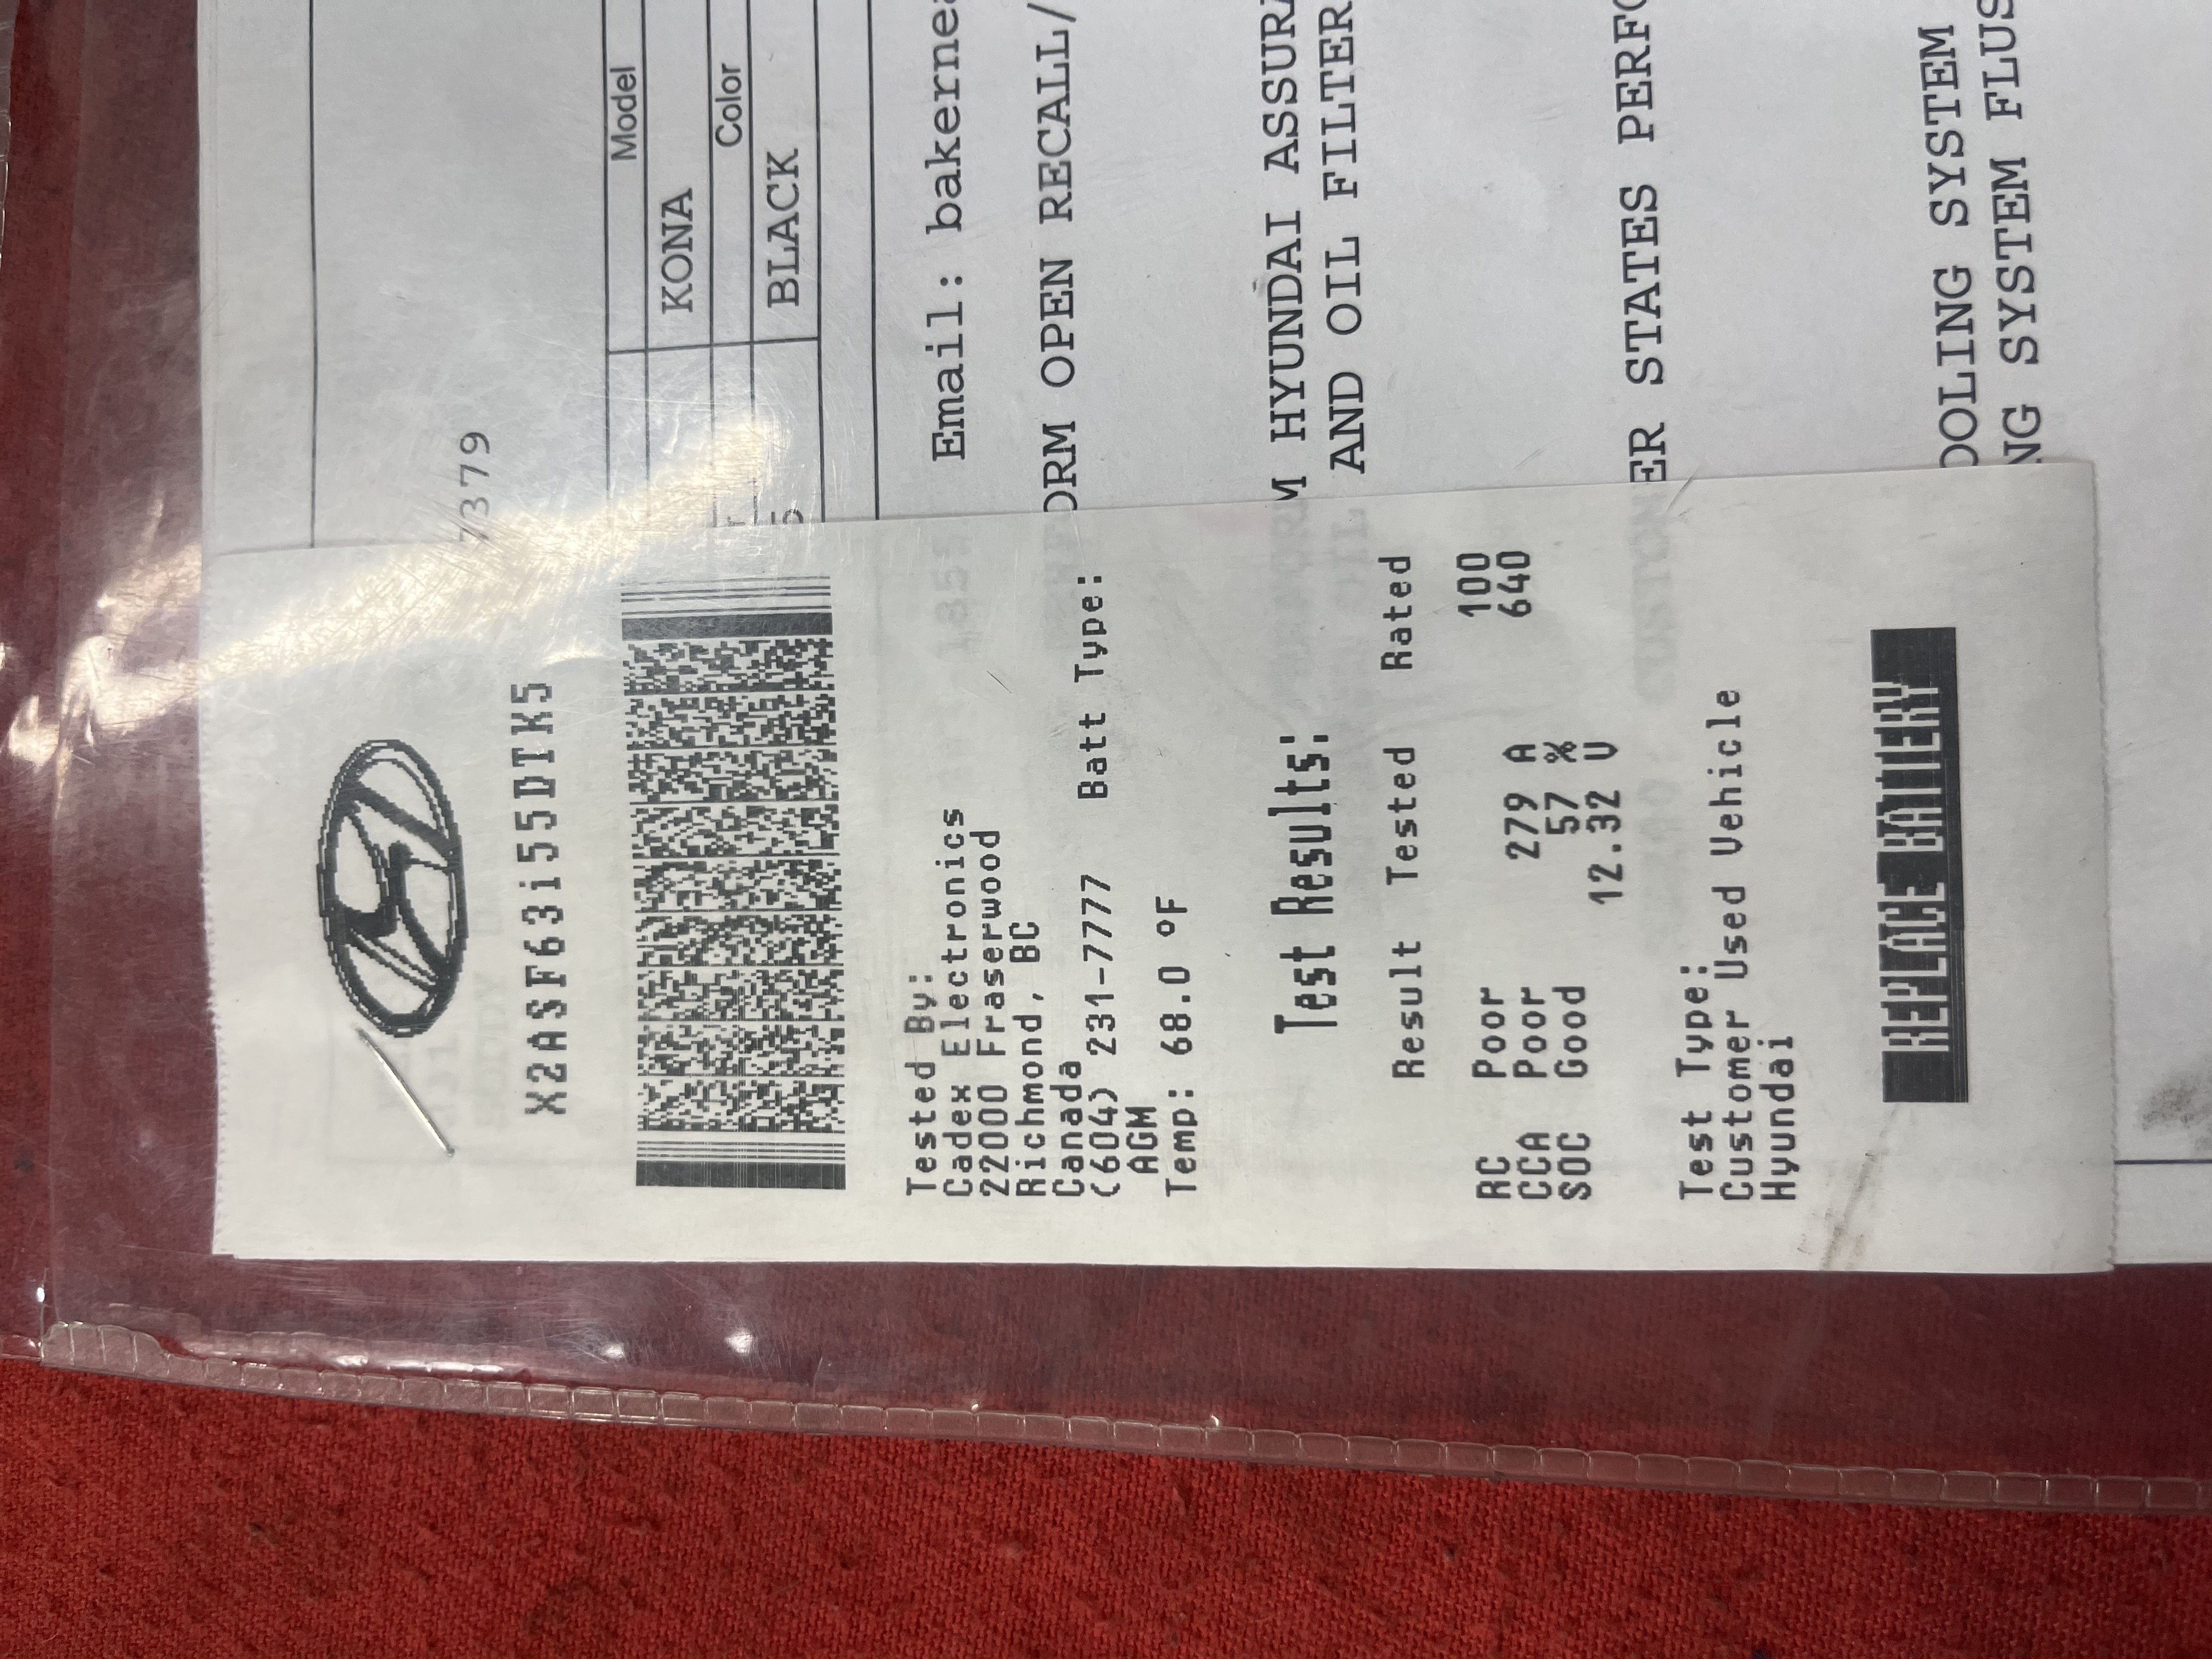 7379
Model
KONA
Color
BLACK
5
Email: bakerne
ORM OPEN RECALL/
M HYUNDAI ASSUR
AND OIL FILTER
ER STATES PERFO
OOLING SYSTEM
NG SYSTEM FLUS
X2ASF63i55DTK5
Tested By:
Cadex Electronics
22000 Fraserwood
Richmond, BC
Canada
(604) 231-7777 Batt Type:
AGM
Temp: 68.0 °F
Test Results:
Result Tested Rated
RC Poor 100
CCA Poor 279 A 640
SOC Good 57 %
12.32 V
Test Type:
Customer Used Vehicle
Hyundai
REPLACE BATTERY